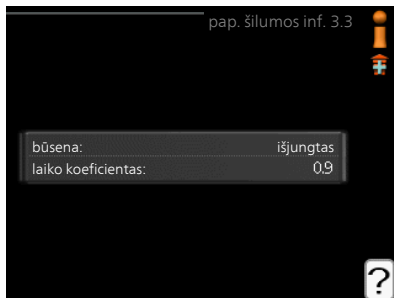 pap. šilumos inf. 3.3
būsena: išjungtas
laiko koeficientas: 0.9
?